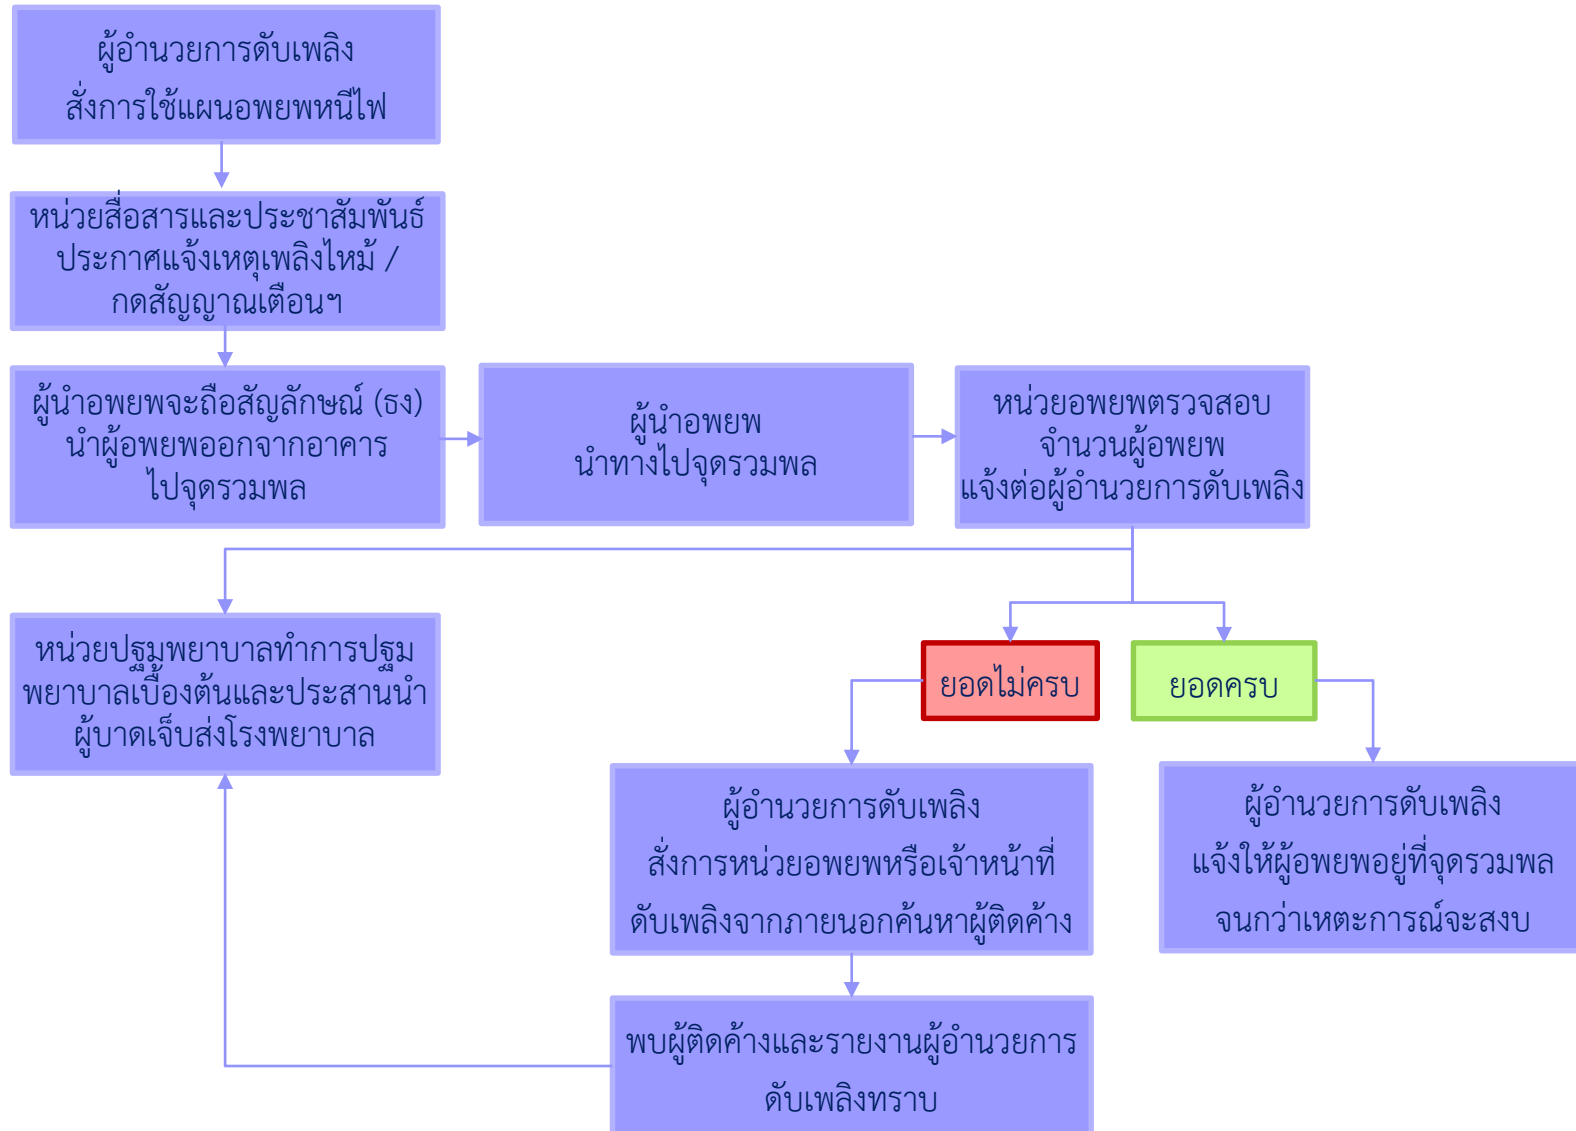 ผู้อำนวยการดับเพลิง
สั่งการใช้แผนอพยพหนีไฟ
หน่วยสื่อสารและประชาสัมพันธ์
ประกาศแจ้งเหตุเพลิงไหม้ /
กดสัญญาณเตือนฯ
ผู้นำอพยพจะถือสัญลักษณ์ (ธง)
นำผู้อพยพออกจากอาคาร
ไปจุดรวมพล
ผู้นำอพยพ
นำทางไปจุดรวมพล
หน่วยอพยพตรวจสอบ
จำนวนผู้อพยพ
แจ้งต่อผู้อำนวยการดับเพลิง
หน่วยปฐมพยาบาลทำการปฐม
พยาบาลเบื้องต้นและประสานนำ
ผู้บาดเจ็บส่งโรงพยาบาล
ยอดไม่ครบ
ยอดครบ
ผู้อำนวยการดับเพลิง
สั่งการหน่วยอพยพหรือเจ้าหน้าที่
ดับเพลิงจากภายนอกค้นหาผู้ติดค้าง
ผู้อำนวยการดับเพลิง
แจ้งให้ผู้อพยพอยู่ที่จุดรวมพล
จนกว่าเหตะการณ์จะสงบ
พบผู้ติดค้างและรายงานผู้อำนวยการ
ดับเพลิงทราบ